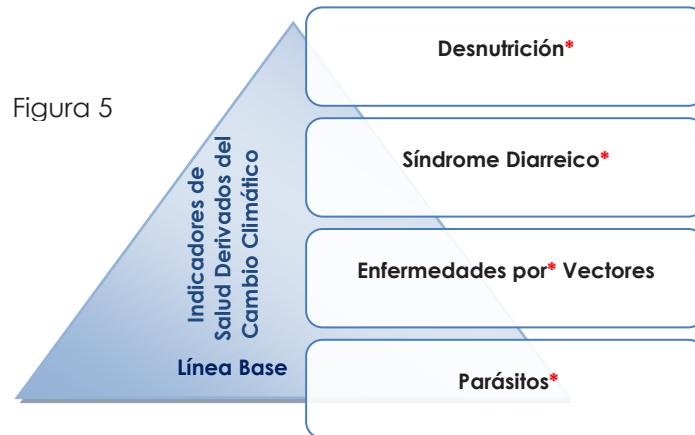 Figura 5
Indicadores de
Salud Derivados del
Cambio Climático
Línea Base
Desnutrición*
Síndrome Diarreico*
Enfermedades por* Vectores
Parásitos*